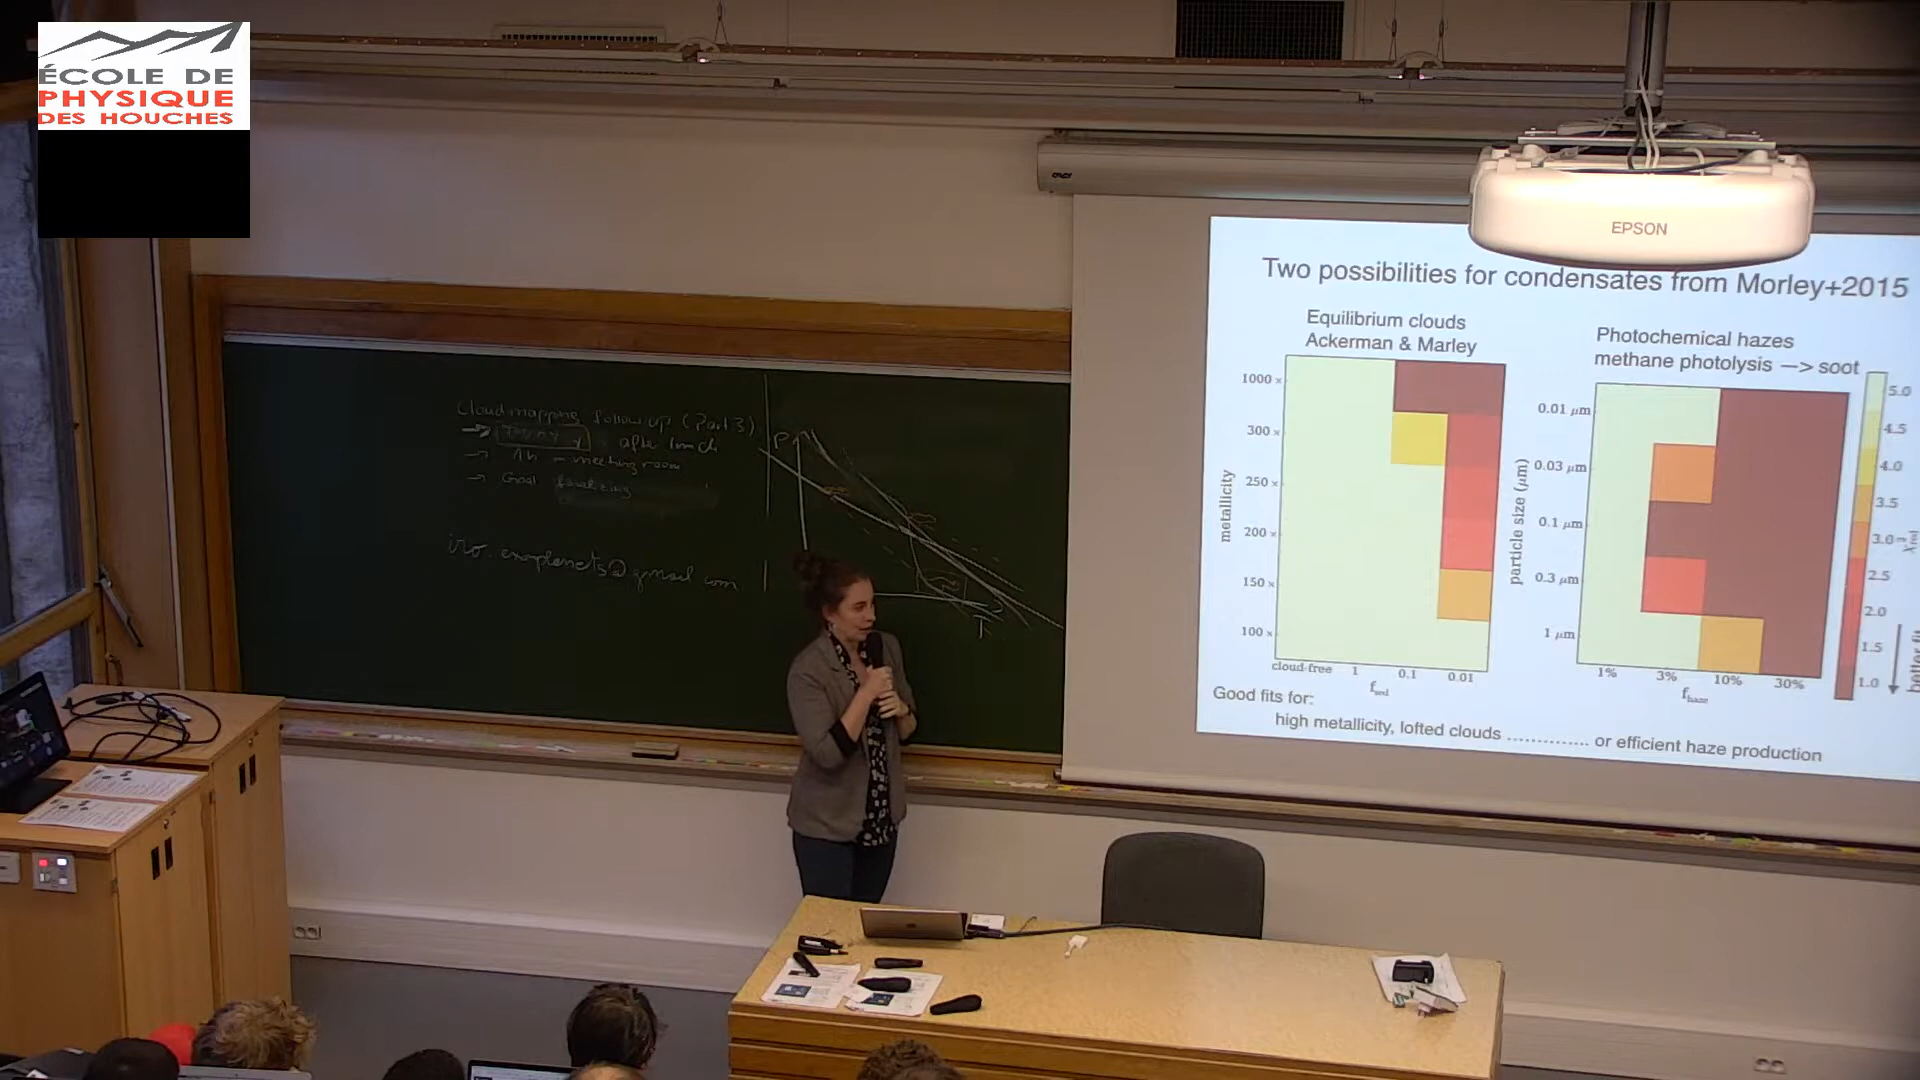 ÉCOLE DE
PHYSIQUE
DES HOUCHES
EPSON
Cloud mapping follow up (Part 3)
→ after lunch
→ 1h - meeting room
→ Goal finalizing
iro.exoplanets@gmail.com
P
T
Two possibilities for condensates from Morley+2015
Equilibrium clouds
Ackerman & Marley
metallicity
1000 ×
300 ×
250 ×
200 ×
150 ×
100 ×
cloud-free 1 0.1 0.01
f_sed
Photochemical hazes
methane photolysis —> soot
particle size (μm)
0.01 μm
0.03 μm
0.1 μm
0.3 μm
1 μm
1% 3% 10% 30%
f_haze
5.0
4.5
4.0
3.5
3.0
2.5
2.0
1.5
1.0
better fit
Good fits for:
high metallicity, lofted clouds .............. or efficient haze production